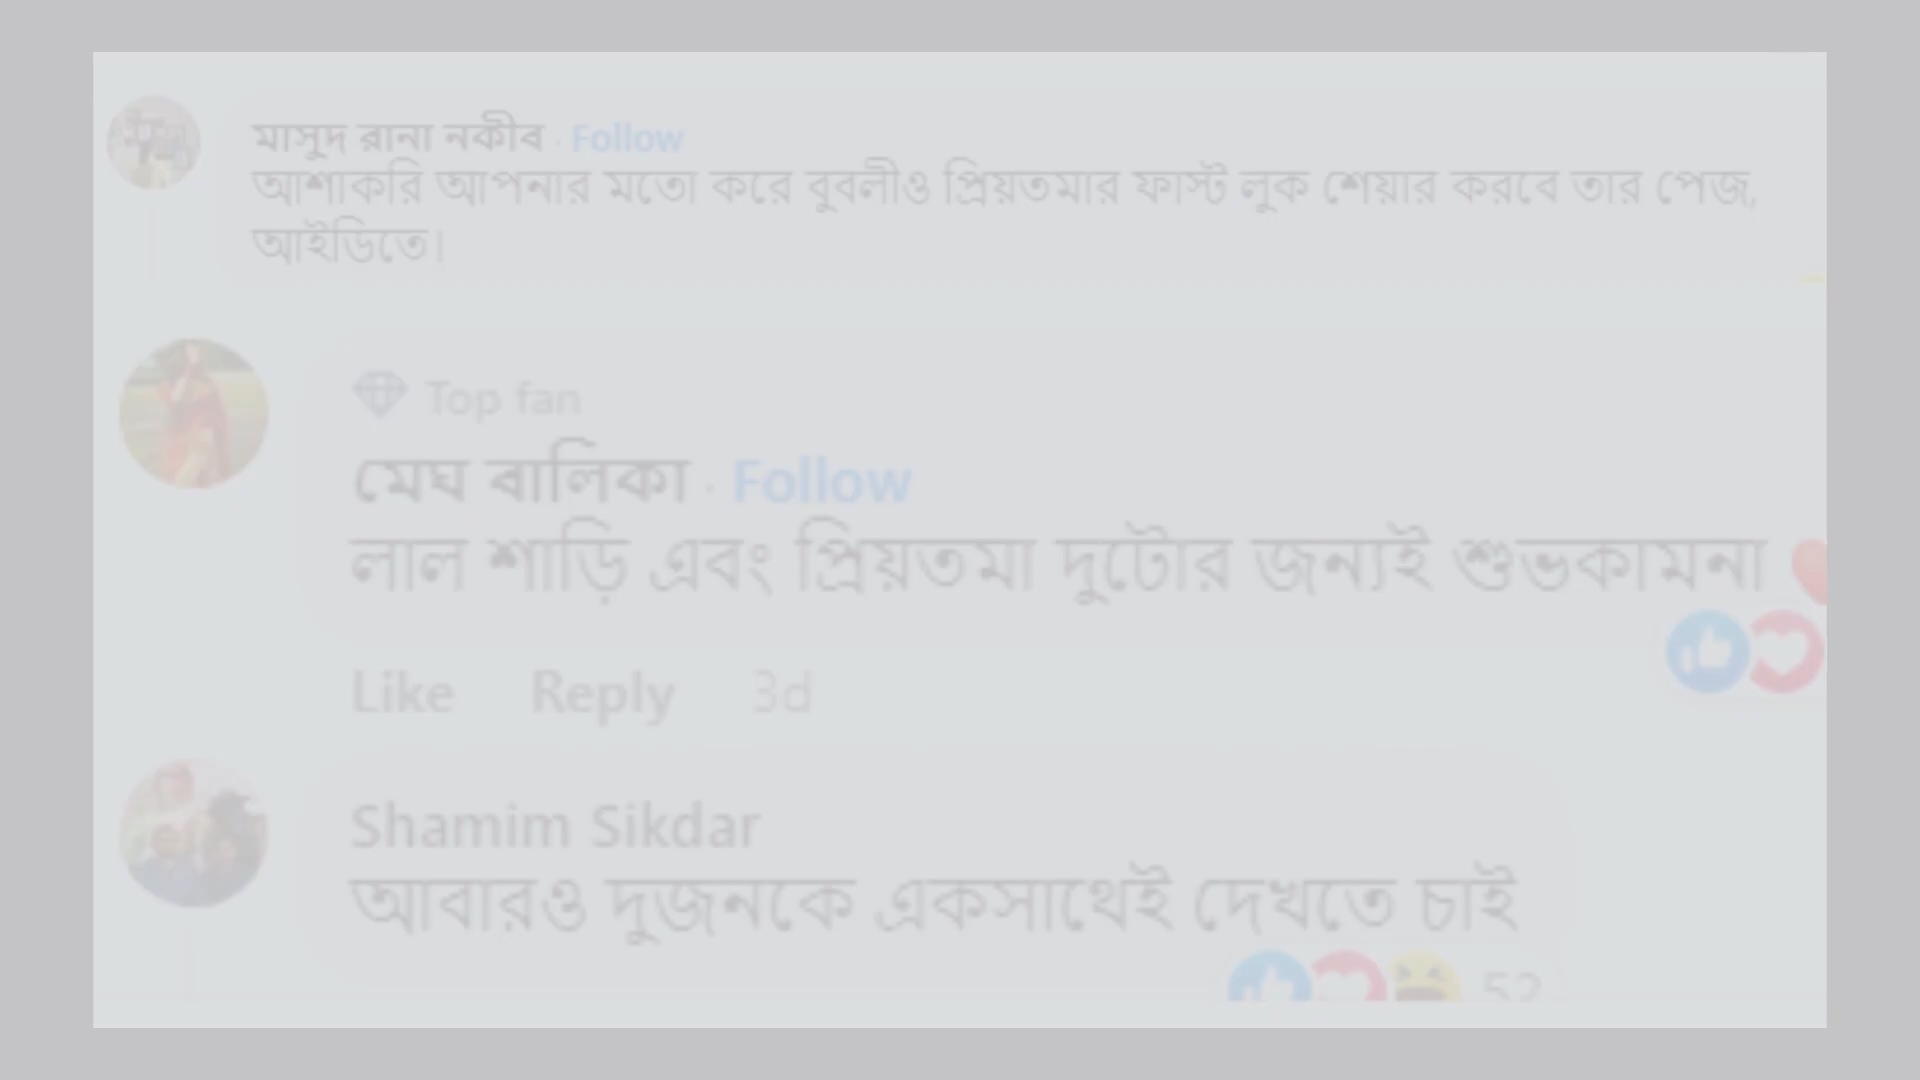 মাসুদ রানা নকীব · Follow
আশাকরি আপনার মতো করে বুবলীও প্রিয়তমার ফার্স্ট লুক শেয়ার করবে তার পেজ,
আইডিতে।
Top fan
মেঘ বালিকা · Follow
লাল শাড়ি এবং প্রিয়তমা দুটোর জন্যই শুভকামনা
Like Reply 3d
Shamim Sikdar
আবারও দুজনকে একসাথেই দেখতে চাই
52